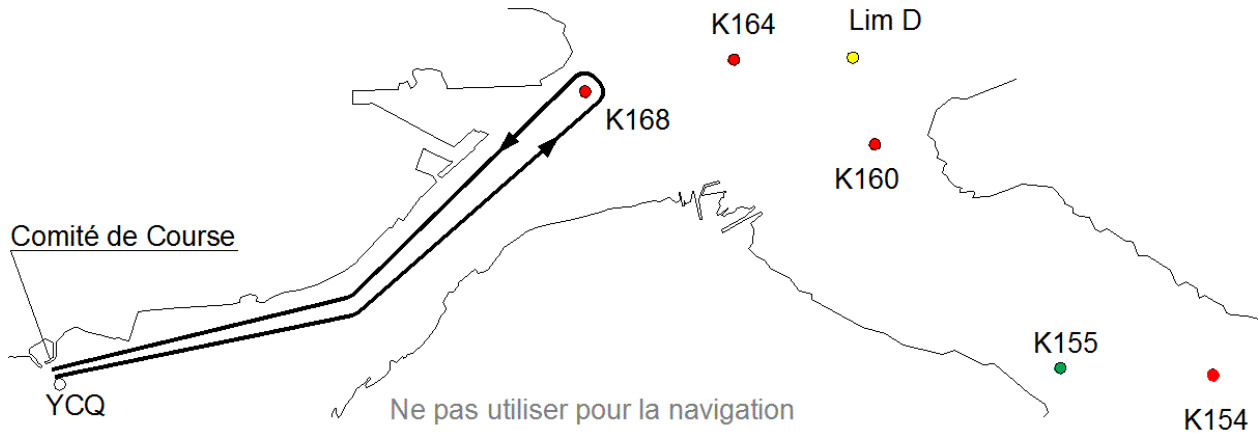 K164
Lim D
K168
K160
Comité de Course
K155
YCQ
Ne pas utiliser pour la navigation
K154